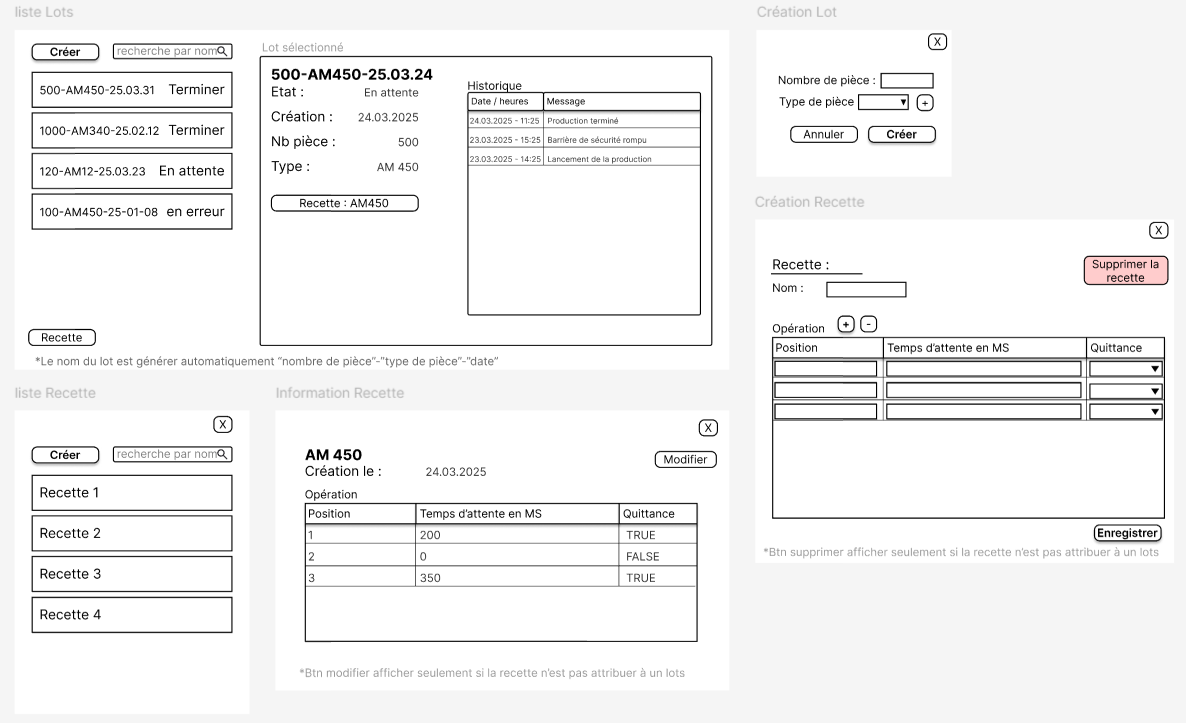 liste Lots
Créer
recherche par nom
500-AM450-25.03.31 Terminer
1000-AM340-25.02.12 Terminer
120-AM12-25.03.23 En attente
100-AM450-25-01-08 en erreur
Recette
*Le nom du lot est générer automatiquement "nombre de pièce"-"type de pièce"-"date"
Lot sélectionné
500-AM450-25.03.24
Etat : En attente
Création : 24.03.2025
Nb pièce : 500
Type : AM 450
Recette : AM450
Historique
Date / heures Message
24.03.2025 - 11:25 Production terminé
23.03.2025 - 15:25 Barrière de sécurité rompu
23.03.2025 - 14:25 Lancement de la production
Création Lot
X
Nombre de pièce :
Type de pièce +
Annuler Créer
Création Recette
X
Recette :
Supprimer la
recette
Nom :
Opération + -
Position Temps d'attente en MS Quittance
Enregistrer
*Btn supprimer afficher seulement si la recette n'est pas attribuer à un lots
liste Recette
X
Créer
recherche par nom
Recette 1
Recette 2
Recette 3
Recette 4
Information Recette
X
AM 450
Modifier
Création le : 24.03.2025
Opération
Position Temps d'attente en MS Quittance
1 200 TRUE
2 0 FALSE
3 350 TRUE
*Btn modifier afficher seulement si la recette n'est pas attribuer à un lots